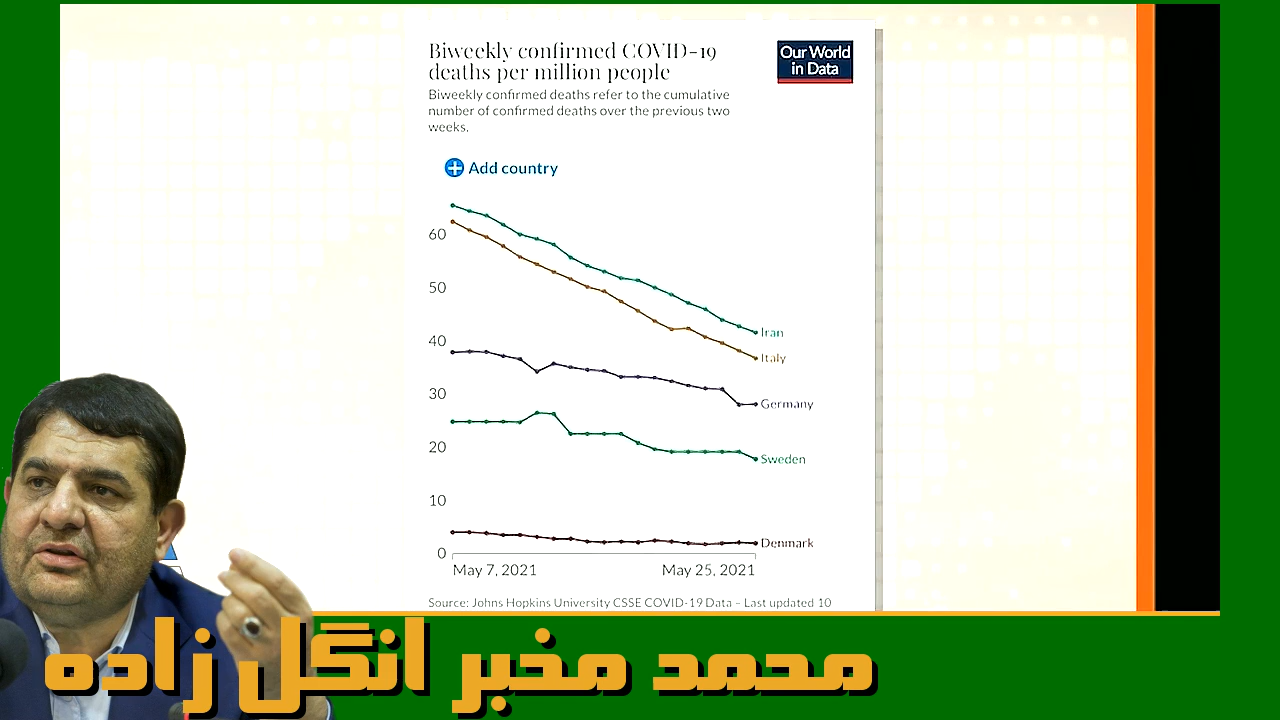 Biweekly confirmed COVID-19
deaths per million people
Our World
in Data
Biweekly confirmed deaths refer to the cumulative
number of confirmed deaths over the previous two
weeks.
Add country
60
50
40
30
20
10
0
Iran
Italy
Germany
Sweden
Denmark
May 7, 2021
May 25, 2021
Source: Johns Hopkins University CSSE COVID-19 Data – Last updated 10
محمد مخبر انگل زاده